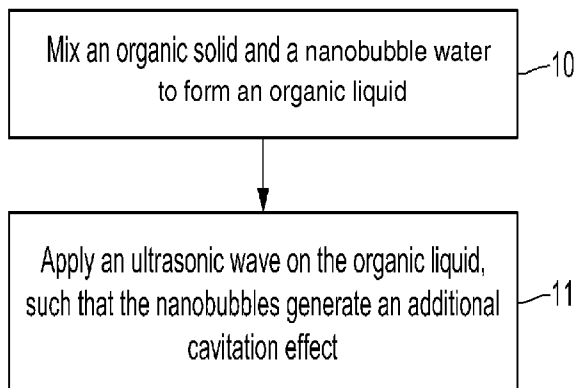 Mix an organic solid and a nanobubble water
to form an organic liquid
10
Apply an ultrasonic wave on the organic liquid,
such that the nanobubbles generate an additional
cavitation effect
11